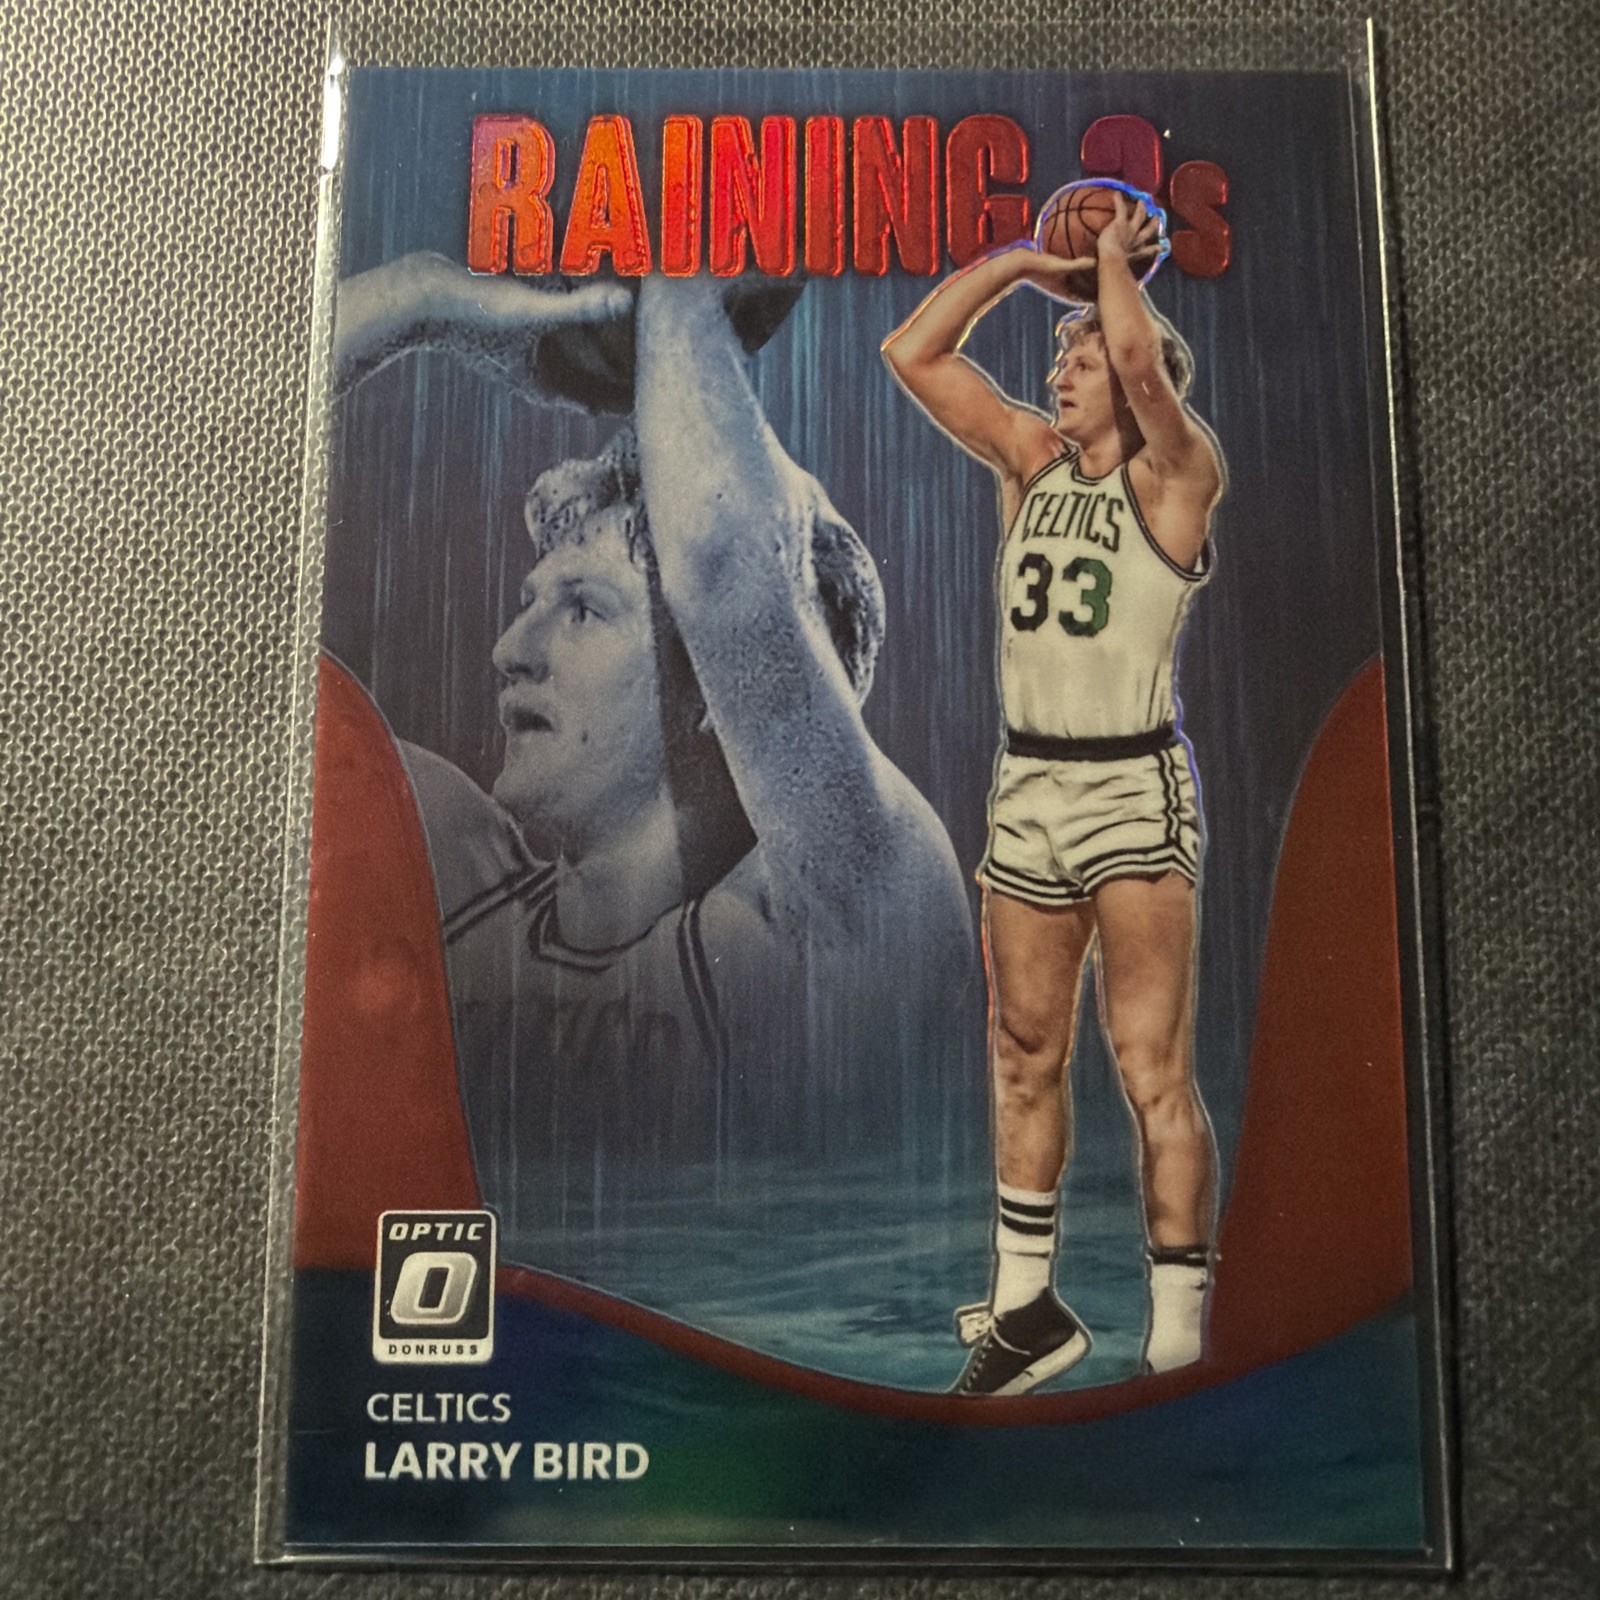 RAINING 3s
CELTICS
33
OPTIC
DONRUSS
CELTICS
LARRY BIRD